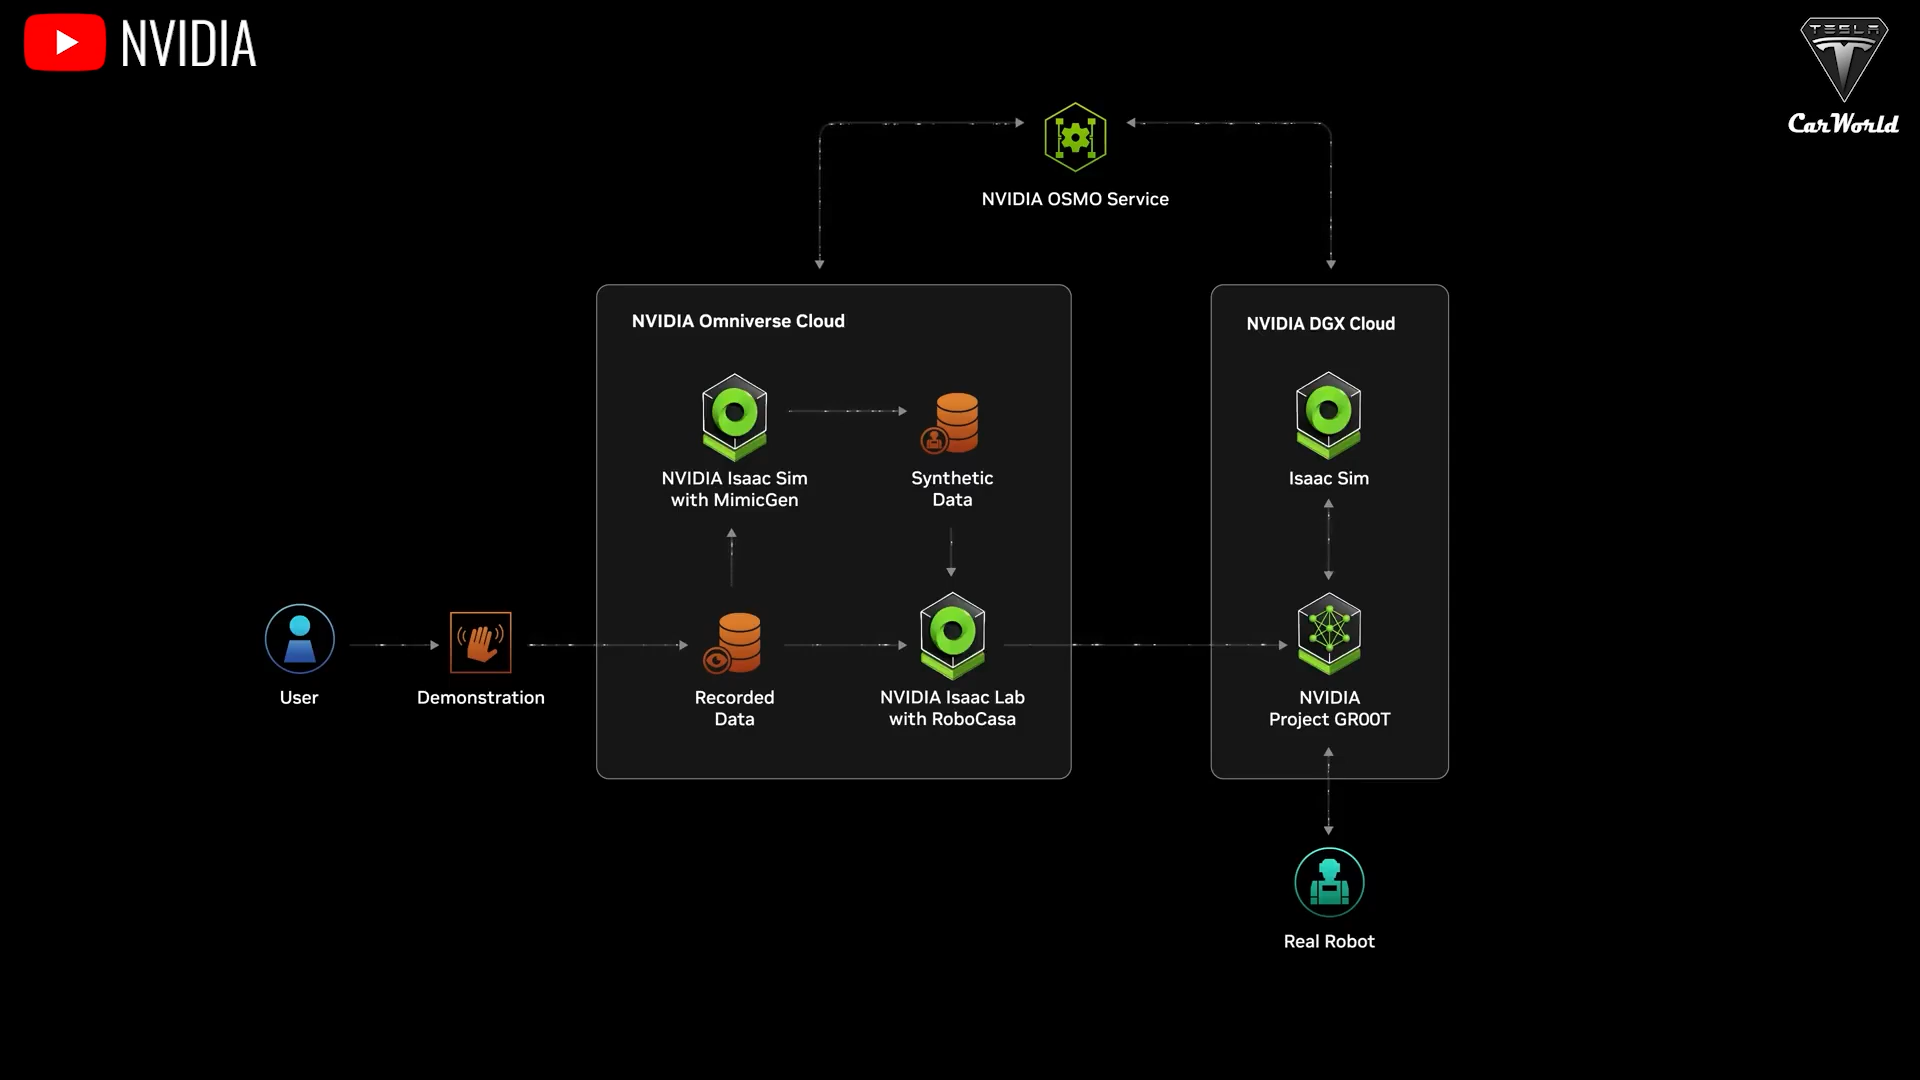 NVIDIA
TESLA
CarWorld
NVIDIA OSMO Service
NVIDIA Omniverse Cloud
NVIDIA DGX Cloud
NVIDIA Isaac Sim
with MimicGen
Synthetic
Data
Isaac Sim
User
Demonstration
Recorded
Data
NVIDIA Isaac Lab
with RoboCasa
NVIDIA
Project GR00T
Real Robot